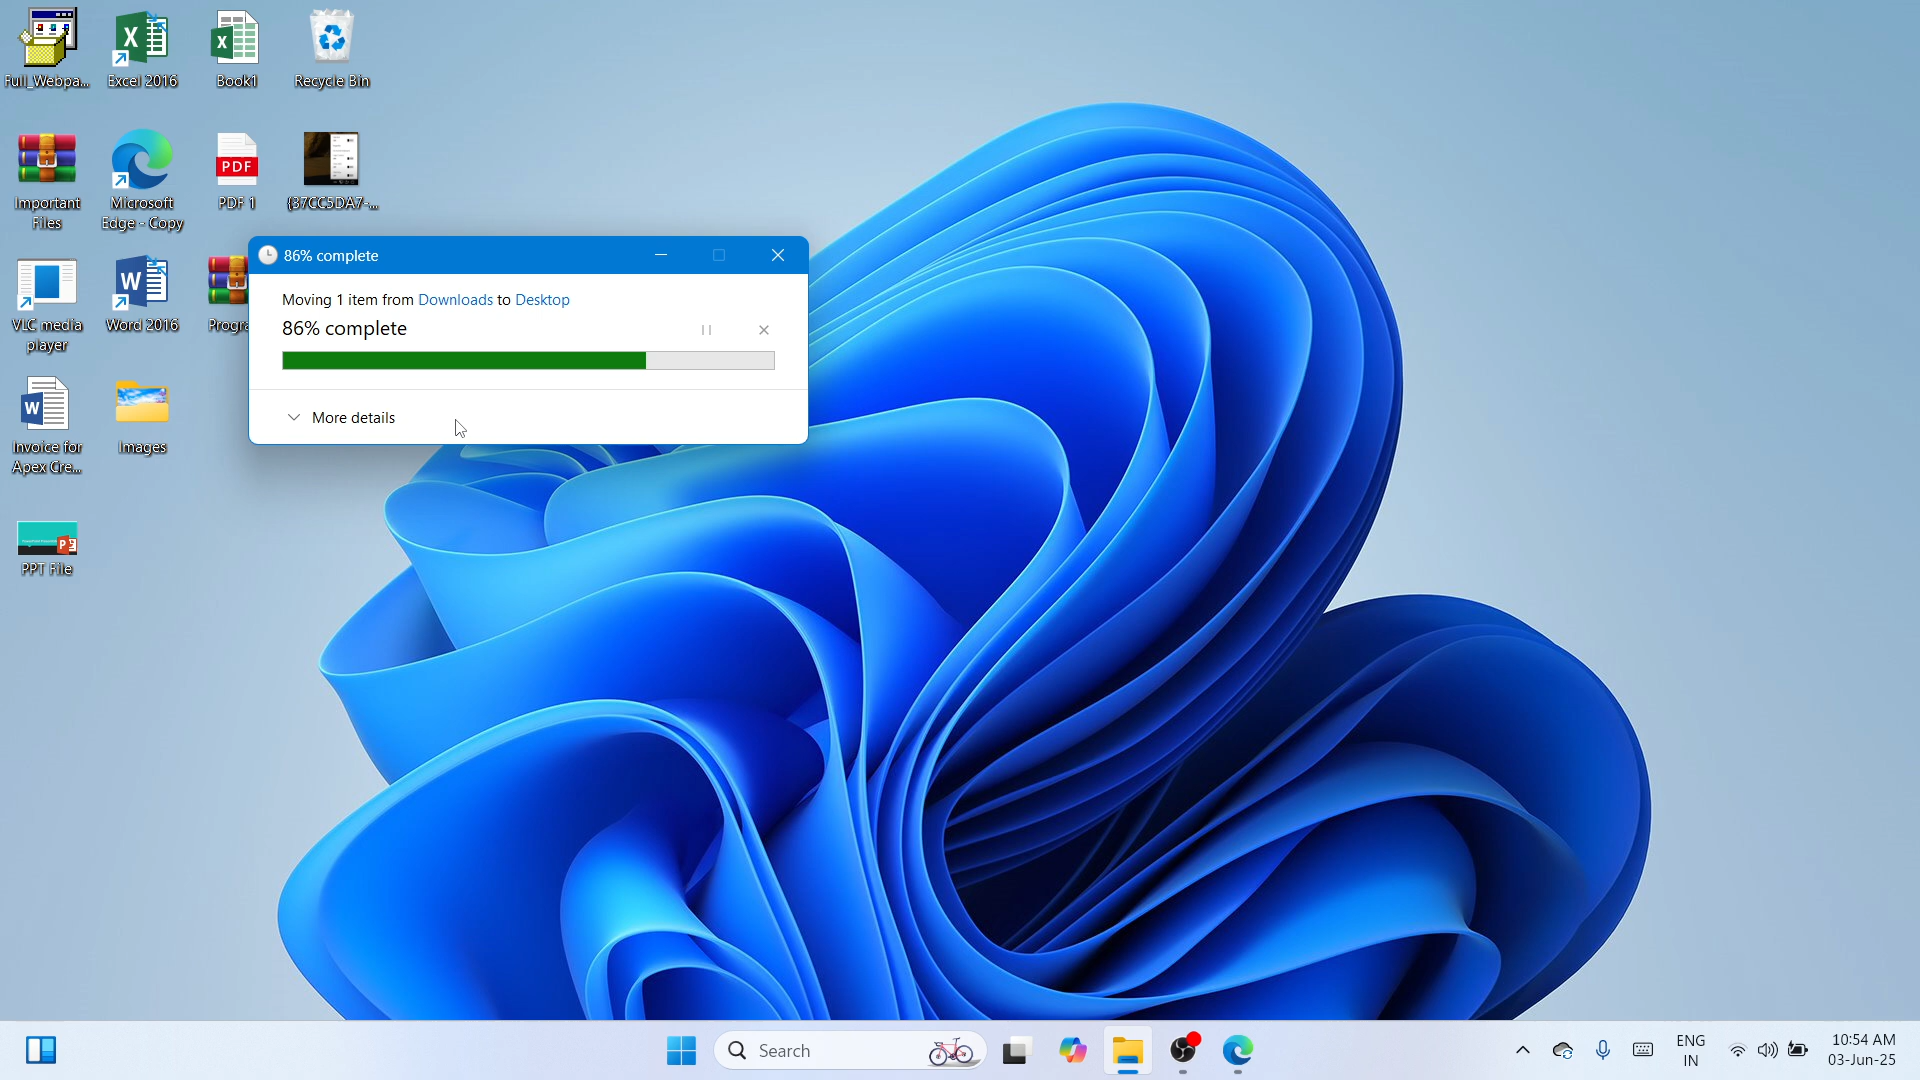 Full_Webpa...
Excel 2016
Book1
Recycle Bin
Important
Files
Microsoft
Edge - Copy
PDF
PDF 1
{37CC5DA7-...
VLC media
player
Word 2016
Progra
Invoice for
Apex Cre...
Images
PPT File
86% complete
Moving 1 item from Downloads to Desktop
86% complete
More details
Search
ENG
IN
10:54 AM
03-Jun-25